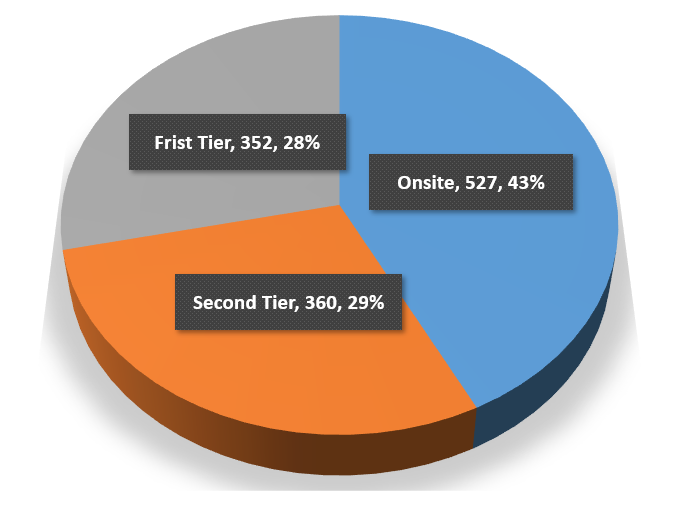 Frist Tier, 352, 28%
Onsite, 527, 43%
Second Tier, 360, 29%